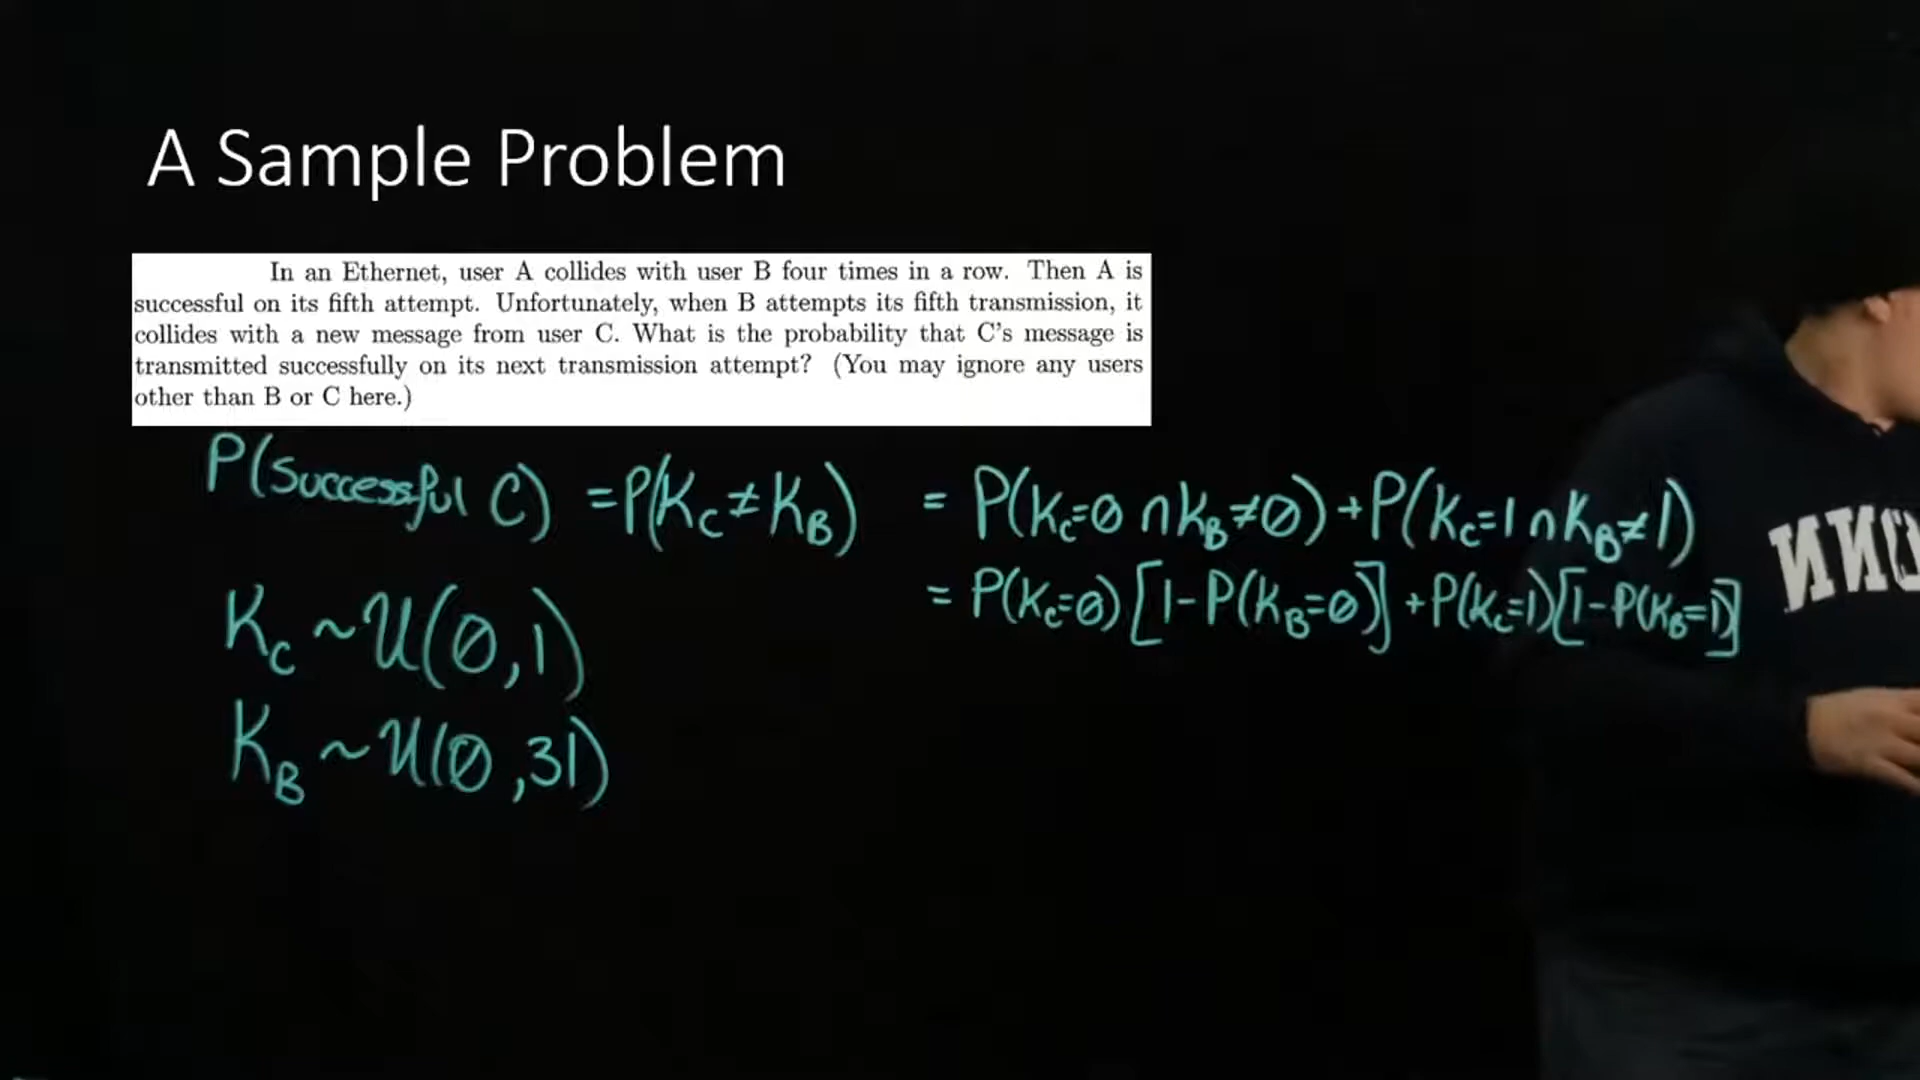 A Sample Problem
In an Ethernet, user A collides with user B four times in a row. Then A is
successful on its fifth attempt. Unfortunately, when B attempts its fifth transmission, it
collides with a new message from user C. What is the probability that C's message is
transmitted successfully on its next transmission attempt? (You may ignore any users
other than B or C here.)
P(Successful C) = P(K_C ≠ K_B) = P(K_C=0 ∩ K_B≠0) + P(K_C=1 ∩ K_B≠1)
= P(K_C=0)[1-P(K_B=0)] + P(K_C=1)[1-P(K_B=1)]
K_C ~ U(0,1)
K_B ~ U(0,31)